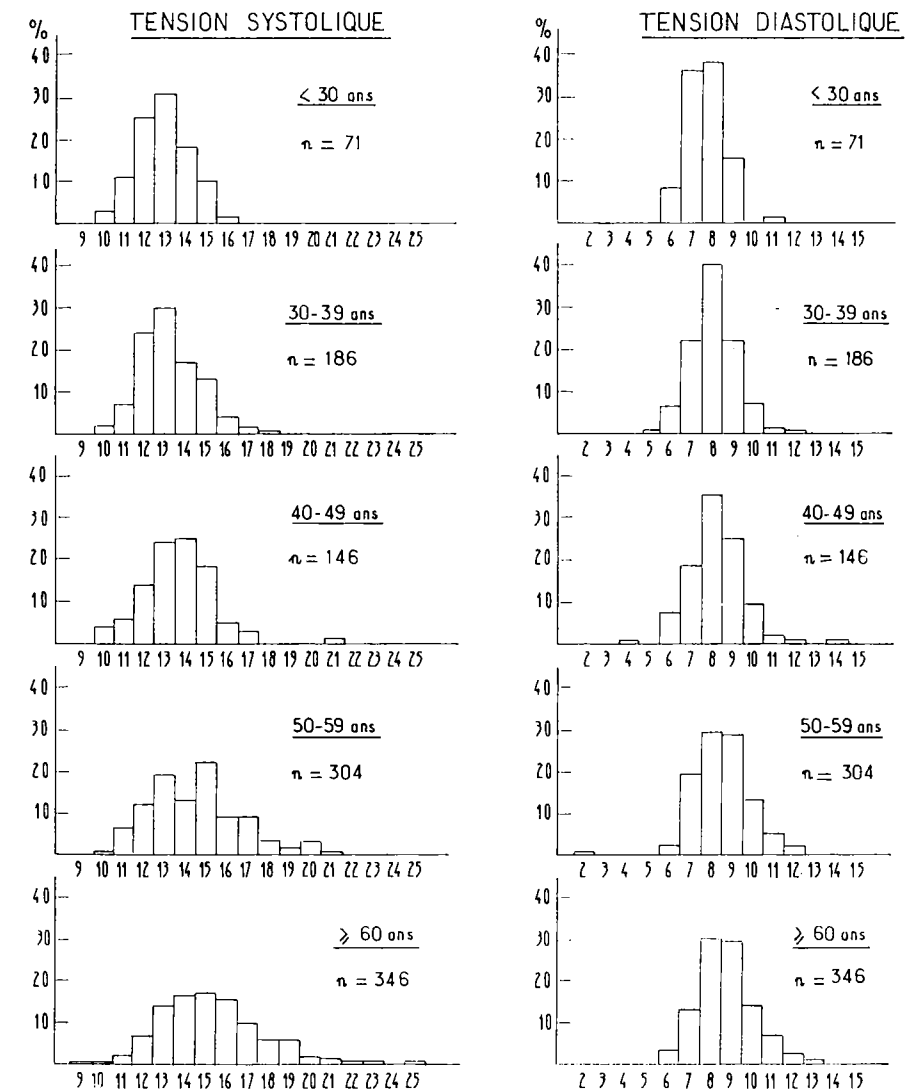 TENSION SYSTOLIQUE
%
40
30
20
10
< 30 ans
n = 71
9 10 11 12 13 14 15 16 17 18 19 20 21 22 23 24 25
40
30
20
10
30-39 ans
n = 186
9 10 11 12 13 14 15 16 17 18 19 20 21 22 23 24 25
40
30
20
10
40-49 ans
n = 146
9 10 11 12 13 14 15 16 17 18 19 20 21 22 23 24 25
40
30
20
10
50-59 ans
n = 304
9 10 11 12 13 14 15 16 17 18 19 20 21 22 23 24 25
40
30
20
10
⩾ 60 ans
n = 346
9 10 11 12 13 14 15 16 17 18 19 20 21 22 23 24 25
TENSION DIASTOLIQUE
%
40
30
20
10
< 30 ans
n = 71
2 3 4 5 6 7 8 9 10 11 12 13 14 15
40
30
20
10
30-39 ans
n = 186
2 3 4 5 6 7 8 9 10 11 12 13 14 15
40
30
20
10
40-49 ans
n = 146
2 3 4 5 6 7 8 9 10 11 12 13 14 15
40
30
20
10
50-59 ans
n = 304
2 3 4 5 6 7 8 9 10 11 12 13 14 15
40
30
20
10
⩾ 60 ans
n = 346
2 3 4 5 6 7 8 9 10 11 12 13 14 15